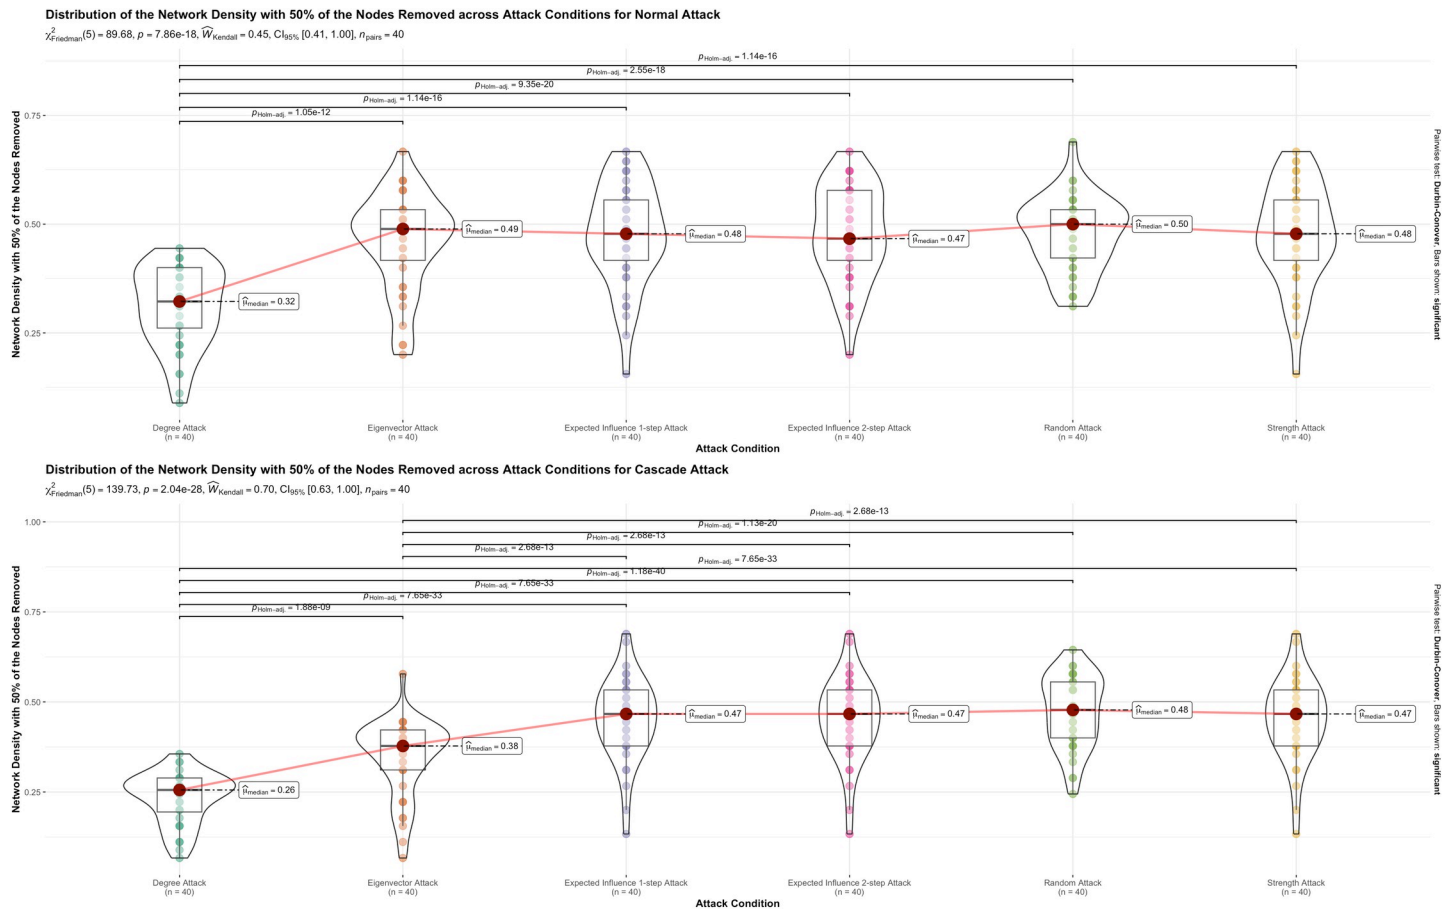 Distribution of the Network Density with 50% of the Nodes Removed across Attack Conditions for Normal Attack
χ²Friedman(5) = 89.68, p = 7.86e-18, ŴKendall = 0.45, CI95% [0.41, 1.00], npairs = 40
pHolm-adj. = 1.14e-16
pHolm-adj. = 2.55e-18
pHolm-adj. = 9.35e-20
pHolm-adj. = 1.14e-16
pHolm-adj. = 1.05e-12
Network Density with 50% of the Nodes Removed
0.75
0.50
0.25
μ̂median = 0.32
μ̂median = 0.49
μ̂median = 0.48
μ̂median = 0.47
μ̂median = 0.50
μ̂median = 0.48
Pairwise test: Durbin-Conover, Bars shown: significant
Degree Attack
(n = 40)
Eigenvector Attack
(n = 40)
Expected Influence 1-step Attack
(n = 40)
Expected Influence 2-step Attack
(n = 40)
Random Attack
(n = 40)
Strength Attack
(n = 40)
Attack Condition
Distribution of the Network Density with 50% of the Nodes Removed across Attack Conditions for Cascade Attack
χ²Friedman(5) = 139.73, p = 2.04e-28, ŴKendall = 0.70, CI95% [0.63, 1.00], npairs = 40
pHolm-adj. = 2.68e-13
pHolm-adj. = 1.13e-20
pHolm-adj. = 2.68e-13
pHolm-adj. = 2.68e-13
pHolm-adj. = 7.65e-33
pHolm-adj. = 1.18e-40
pHolm-adj. = 7.65e-33
pHolm-adj. = 7.65e-33
pHolm-adj. = 1.88e-09
Network Density with 50% of the Nodes Removed
1.00
0.75
0.50
0.25
μ̂median = 0.26
μ̂median = 0.38
μ̂median = 0.47
μ̂median = 0.47
μ̂median = 0.48
μ̂median = 0.47
Pairwise test: Durbin-Conover, Bars shown: significant
Degree Attack
(n = 40)
Eigenvector Attack
(n = 40)
Expected Influence 1-step Attack
(n = 40)
Expected Influence 2-step Attack
(n = 40)
Random Attack
(n = 40)
Strength Attack
(n = 40)
Attack Condition